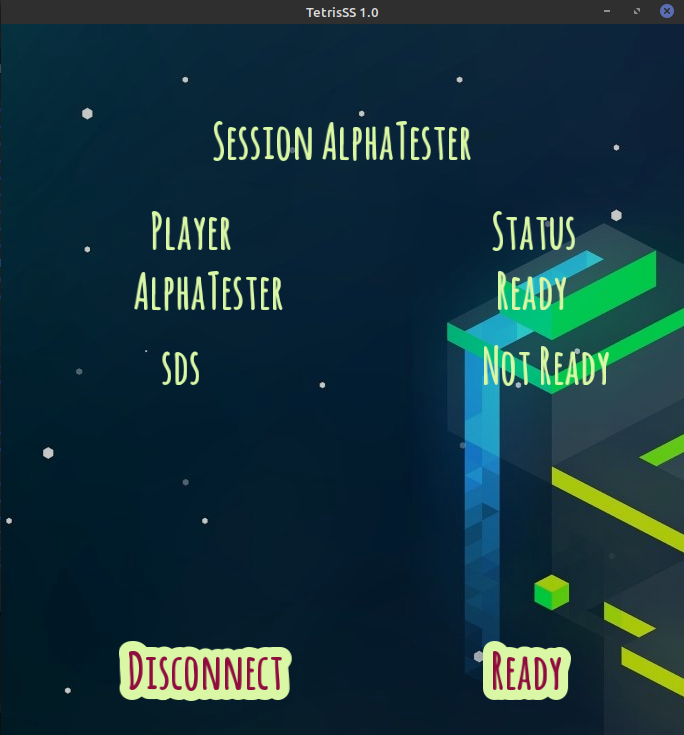 TetrisSS 1.0
Session AlphaTester
Player Status
AlphaTester Ready
sds Not Ready
Disconnect Ready